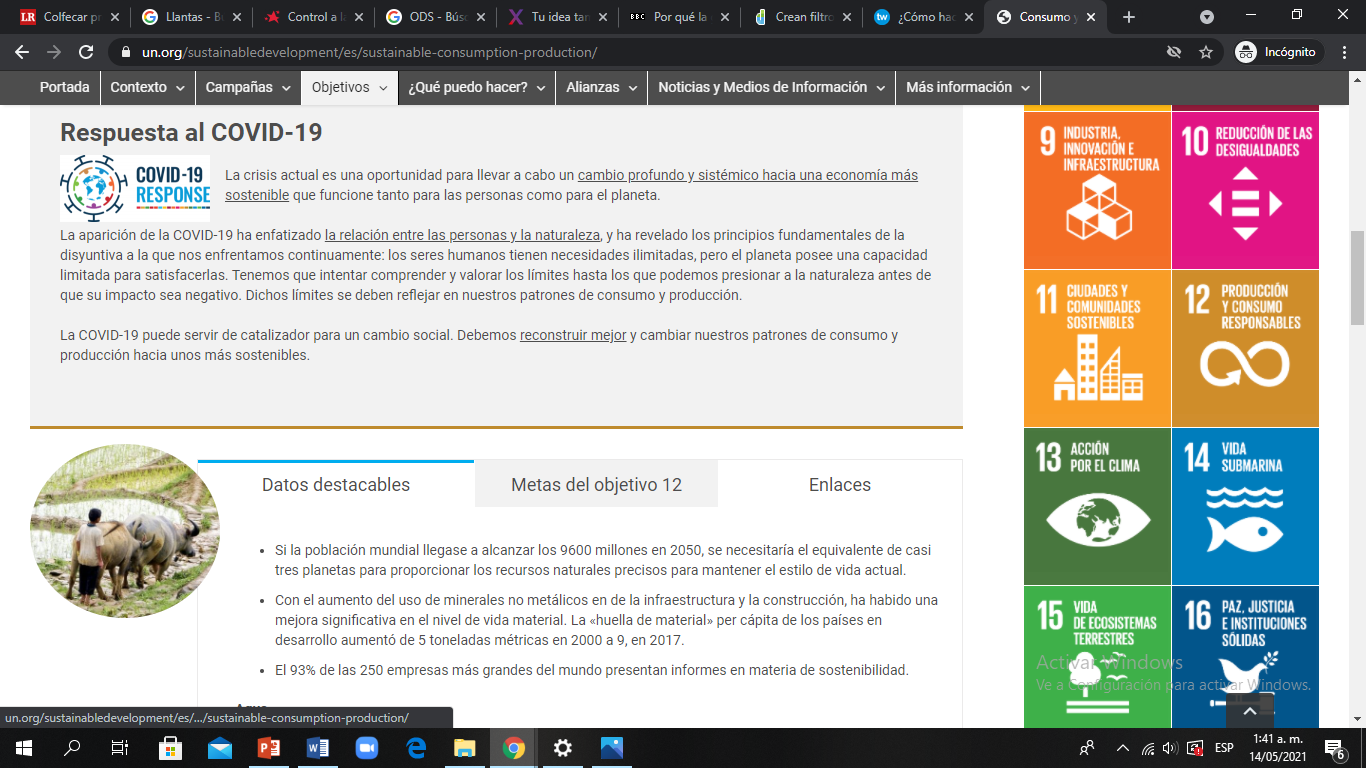 Colfecar pr
Llantas - B
Control a la
ODS - Búsc
Tu idea tan
BBC Por qué la
Crean filtro
¿Cómo hac
Consumo y
un.org/sustainabledevelopment/es/sustainable-consumption-production/
Incógnito
Portada
Contexto
Campañas
Objetivos
¿Qué puedo hacer?
Alianzas
Noticias y Medios de Información
Más información
Respuesta al COVID-19
COVID-19
RESPONSE
La crisis actual es una oportunidad para llevar a cabo un cambio profundo y sistémico hacia una economía más
sostenible que funcione tanto para las personas como para el planeta.
La aparición de la COVID-19 ha enfatizado la relación entre las personas y la naturaleza, y ha revelado los principios fundamentales de la
disyuntiva a la que nos enfrentamos continuamente: los seres humanos tienen necesidades ilimitadas, pero el planeta posee una capacidad
limitada para satisfacerlas. Tenemos que intentar comprender y valorar los límites hasta los que podemos presionar a la naturaleza antes de
que su impacto sea negativo. Dichos límites se deben reflejar en nuestros patrones de consumo y producción.
La COVID-19 puede servir de catalizador para un cambio social. Debemos reconstruir mejor y cambiar nuestros patrones de consumo y
producción hacia unos más sostenibles.
Datos destacables
Metas del objetivo 12
Enlaces
Si la población mundial llegase a alcanzar los 9600 millones en 2050, se necesitaría el equivalente de casi
tres planetas para proporcionar los recursos naturales precisos para mantener el estilo de vida actual.
Con el aumento del uso de minerales no metálicos en de la infraestructura y la construcción, ha habido una
mejora significativa en el nivel de vida material. La «huella de material» per cápita de los países en
desarrollo aumentó de 5 toneladas métricas en 2000 a 9, en 2017.
El 93% de las 250 empresas más grandes del mundo presentan informes en materia de sostenibilidad.
9 INDUSTRIA,
INNOVACIÓN E
INFRAESTRUCTURA
10 REDUCCIÓN DE LAS
DESIGUALDADES
11 CIUDADES Y
COMUNIDADES
SOSTENIBLES
12 PRODUCCIÓN
Y CONSUMO
RESPONSABLES
13 ACCIÓN
POR EL CLIMA
14 VIDA
SUBMARINA
15 VIDA
DE ECOSISTEMAS
TERRESTRES
16 PAZ, JUSTICIA
E INSTITUCIONES
SÓLIDAS
Activar Windows
Ve a Configuración para activar Windows.
un.org/sustainabledevelopment/es/.../sustainable-consumption-production/
ESP
1:41 a. m.
14/05/2021
6